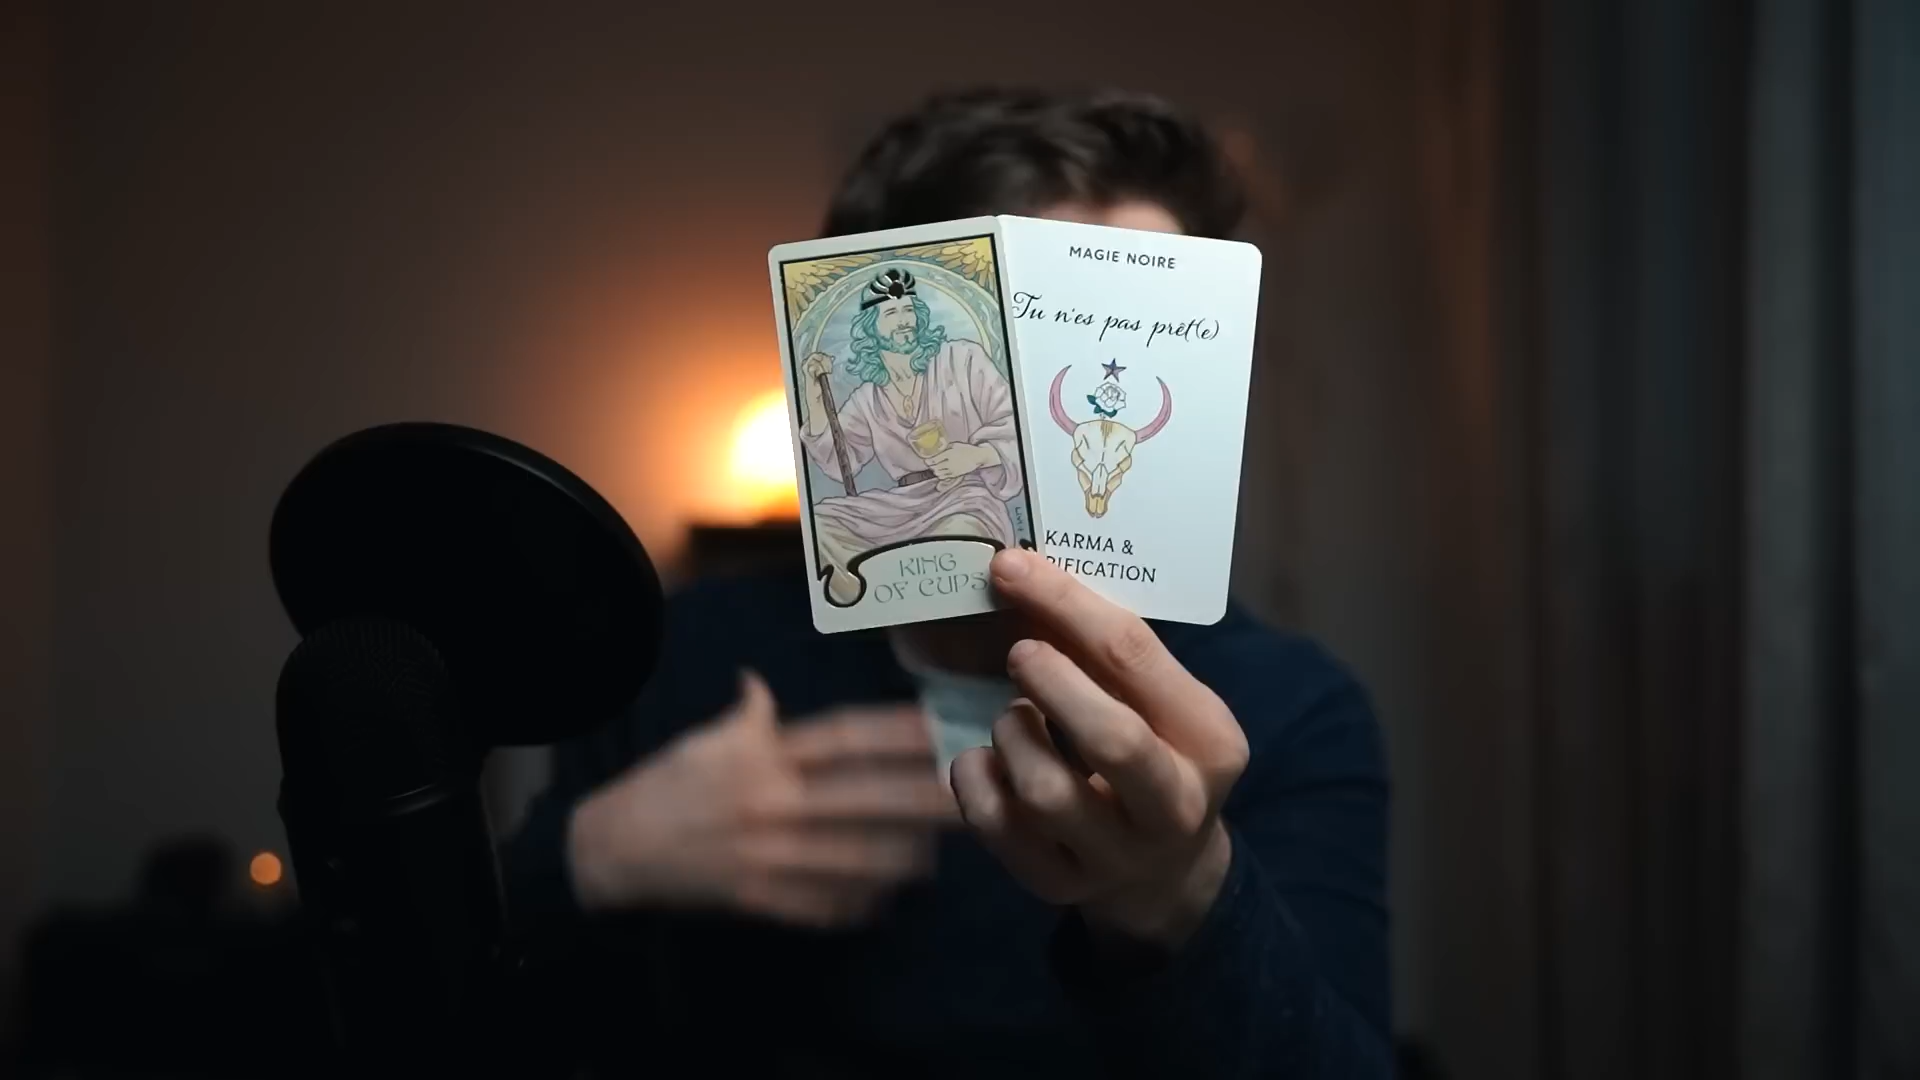 KING
OF CUPS
MAGIE NOIRE
Tu n'es pas prêt(e)
KARMA &